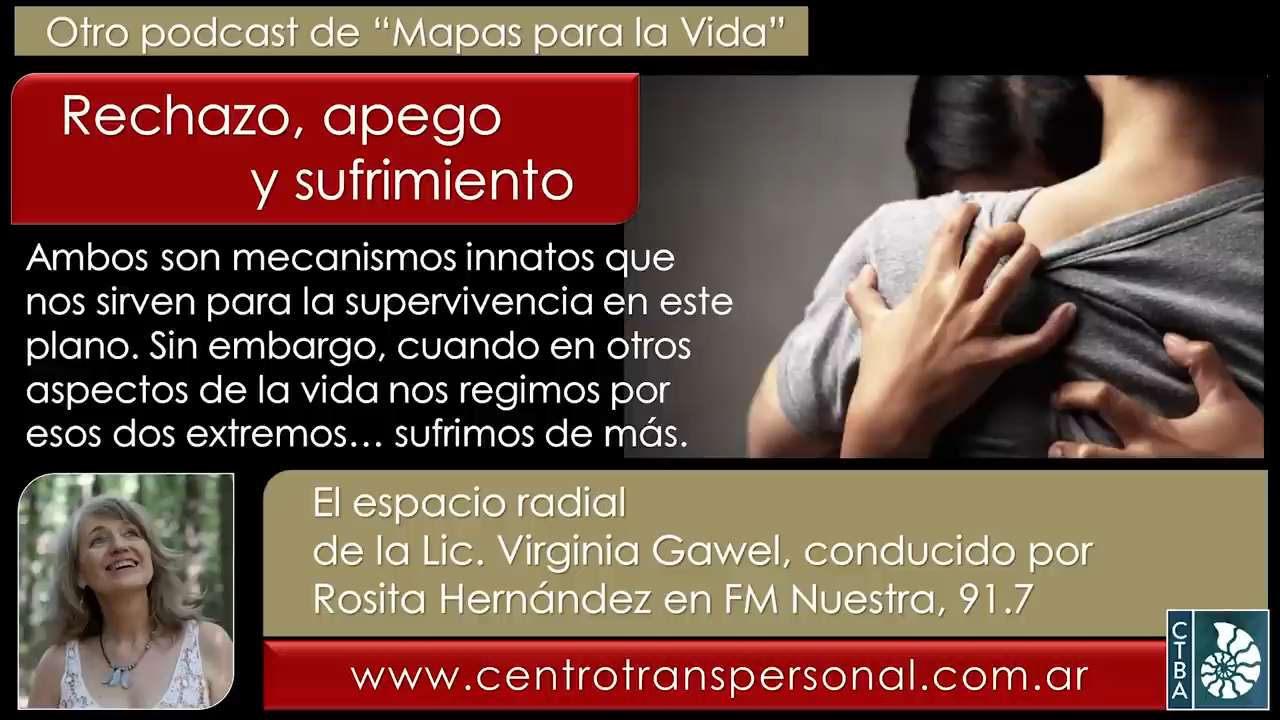 Otro podcast de “Mapas para la Vida”
Rechazo, apego
y sufrimiento
Ambos son mecanismos innatos que
nos sirven para la supervivencia en este
plano. Sin embargo, cuando en otros
aspectos de la vida nos regimos por
esos dos extremos… sufrimos de más.
El espacio radial
de la Lic. Virginia Gawel, conducido por
Rosita Hernández en FM Nuestra, 91.7
www.centrotranspersonal.com.ar
CTBA